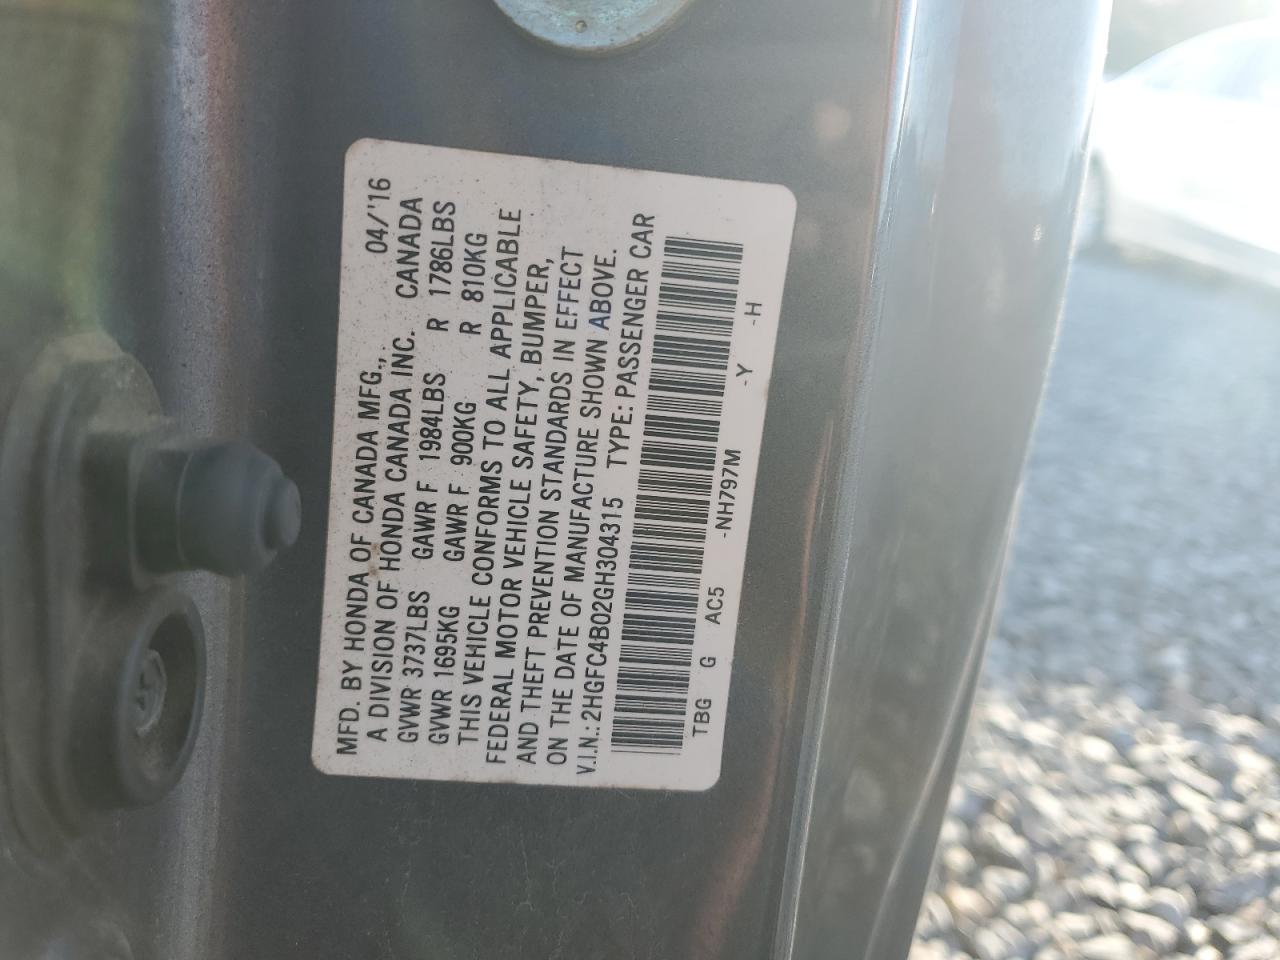 MFD. BY HONDA OF CANADA MFG., 04/'16
A DIVISION OF HONDA CANADA INC. CANADA
GVWR 3737LBS GAWR F 1984LBS R 1786LBS
GVWR 1695KG GAWR F 900KG R 810KG
THIS VEHICLE CONFORMS TO ALL APPLICABLE
FEDERAL MOTOR VEHICLE SAFETY, BUMPER,
AND THEFT PREVENTION STANDARDS IN EFFECT
ON THE DATE OF MANUFACTURE SHOWN ABOVE.
V.I.N.: 2HGFC4B02GH304315 TYPE: PASSENGER CAR
TBG G AC5 -NH797M -Y -H